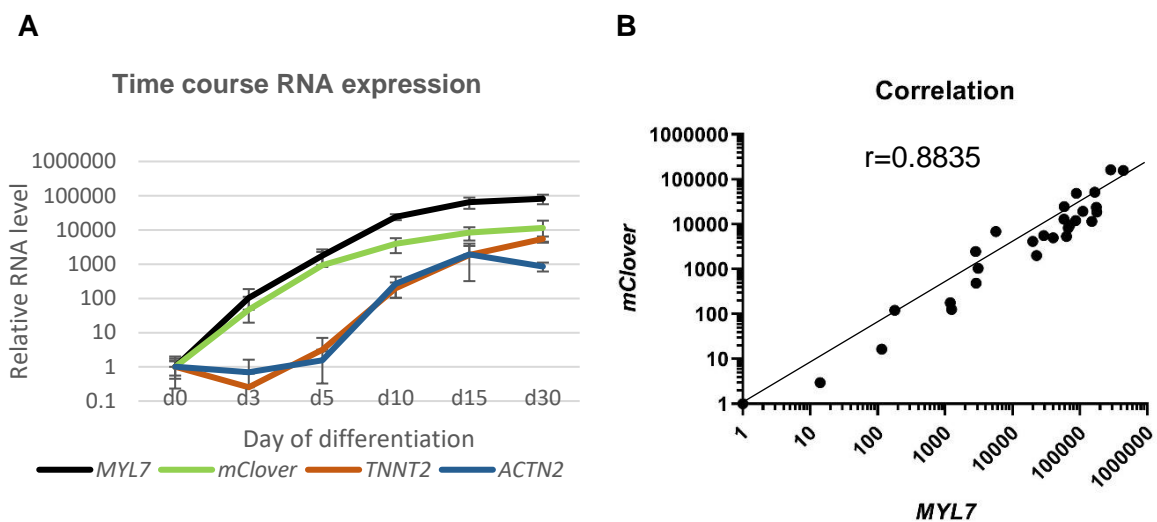 A
Time course RNA expression
Relative RNA level
1000000
100000
10000
1000
100
10
1
0.1
d0 d3 d5 d10 d15 d30
Day of differentiation
MYL7 mClover TNNT2 ACTN2
B
Correlation
r=0.8835
mClover
1000000
100000
10000
1000
100
10
1
1 10 100 1000 10000 100000 1000000
MYL7